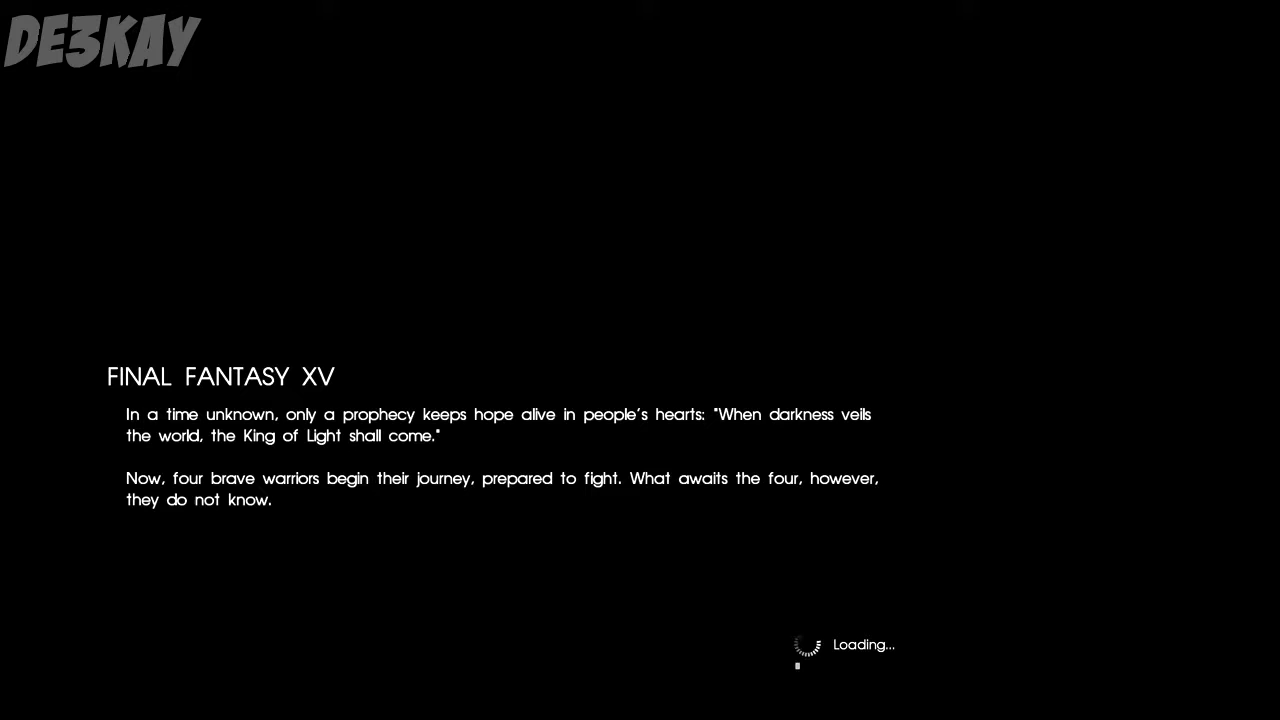 DE3KAY
FINAL FANTASY XV
In a time unknown, only a prophecy keeps hope alive in people's hearts: "When darkness veils
the world, the King of Light shall come."
Now, four brave warriors begin their journey, prepared to fight. What awaits the four, however,
they do not know.
Loading...